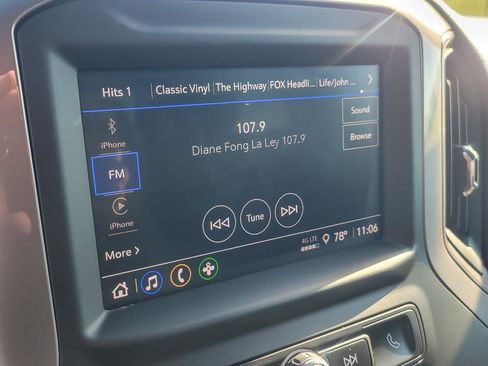 Hits 1 Classic Vinyl The Highway FOX Headli... Life/John ...
iPhone
FM
iPhone
More >
107.9
Diane Fong La Ley 107.9
Tune
Sound
Browse
4G LTE 78° 11:06